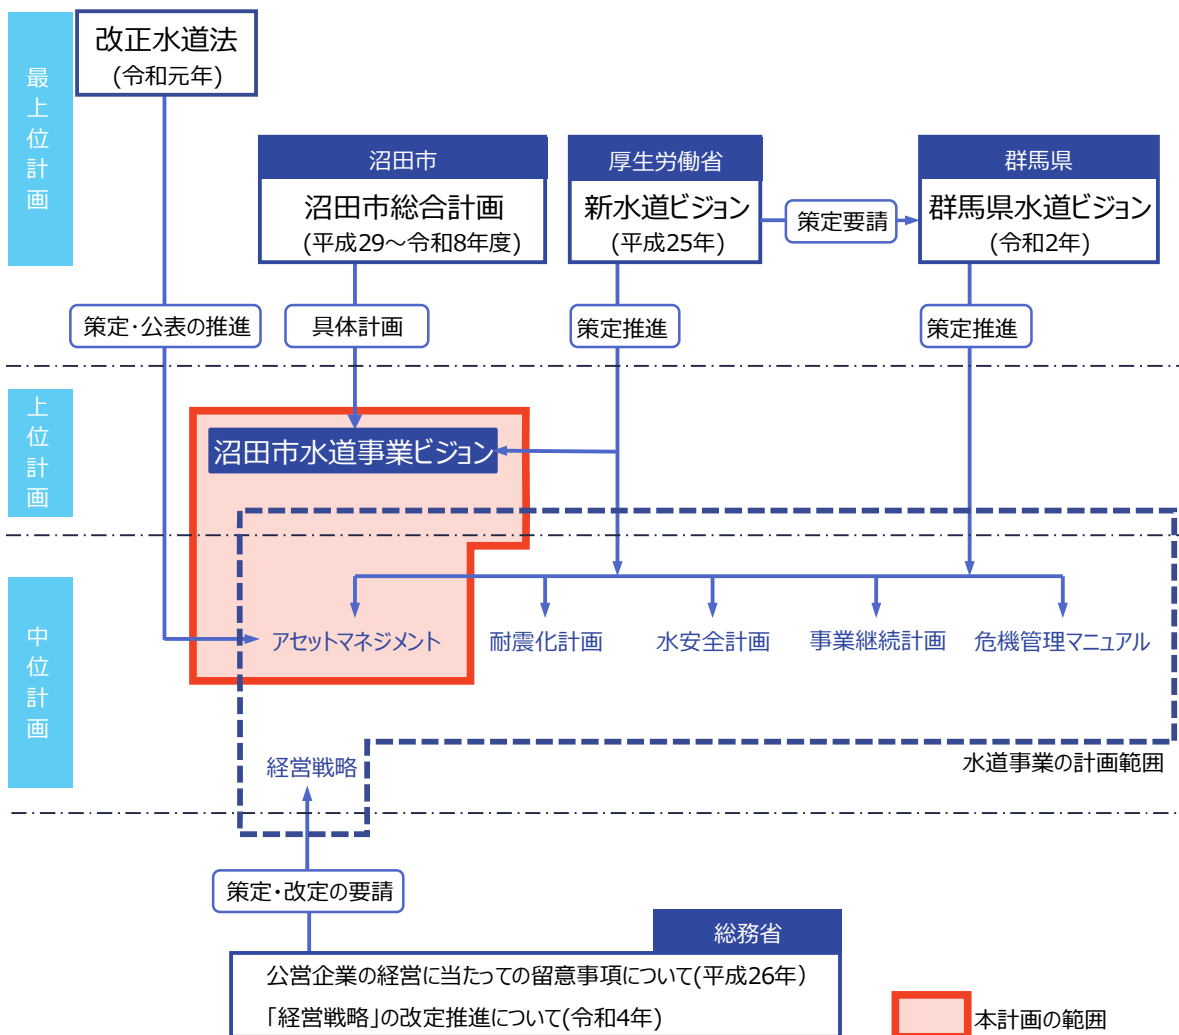 最上位計画
改正水道法
(令和元年)
沼田市
沼田市総合計画
(平成29～令和8年度)
厚生労働省
新水道ビジョン
(平成25年)
策定要請
群馬県
群馬県水道ビジョン
(令和2年)
策定・公表の推進
具体計画
策定推進
策定推進
上位計画
沼田市水道事業ビジョン
中位計画
アセットマネジメント
耐震化計画
水安全計画
事業継続計画
危機管理マニュアル
水道事業の計画範囲
経営戦略
策定・改定の要請
総務省
公営企業の経営に当たっての留意事項について(平成26年)
「経営戦略」の改定推進について(令和4年)
本計画の範囲